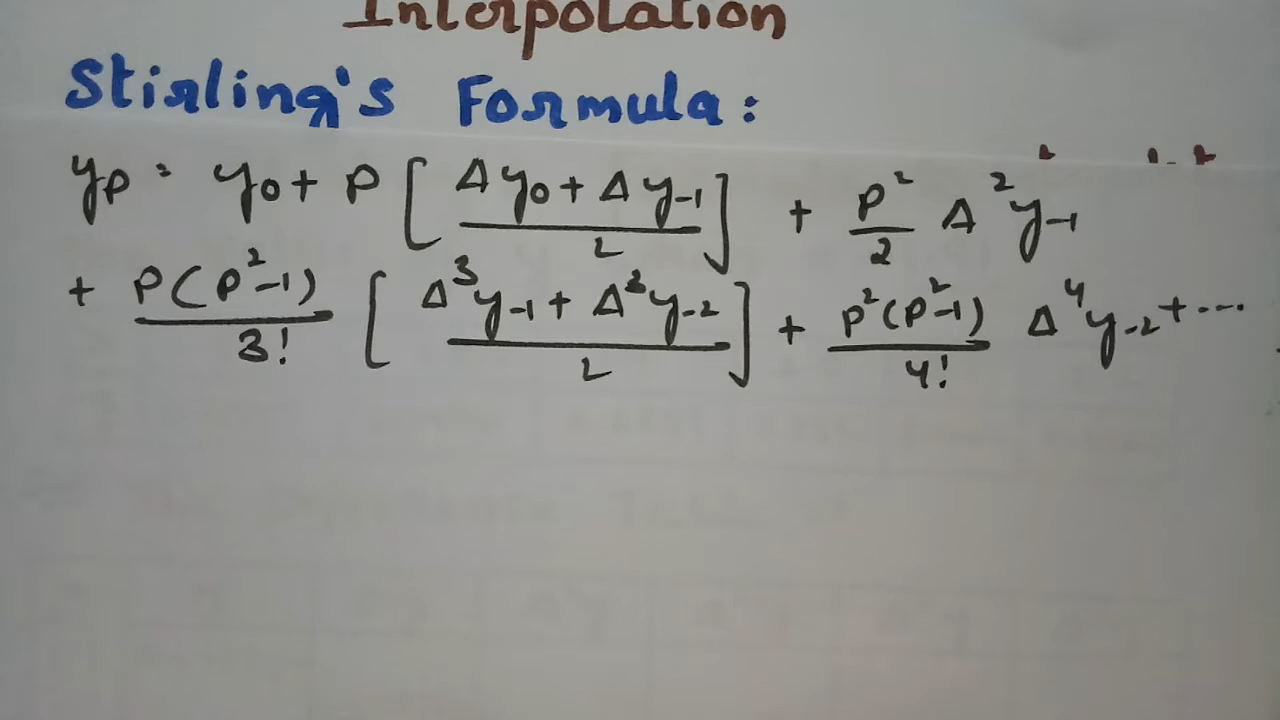 Interpolation
Stirling's Formula:
yp = y0 + P [ Δy0 + Δy-1 / 2 ] + P² / 2 Δ²y-1
+ P(P²-1) / 3! [ Δ³y-1 + Δ³y-2 / 2 ] + P²(P²-1) / 4! Δ⁴y-2 + ----